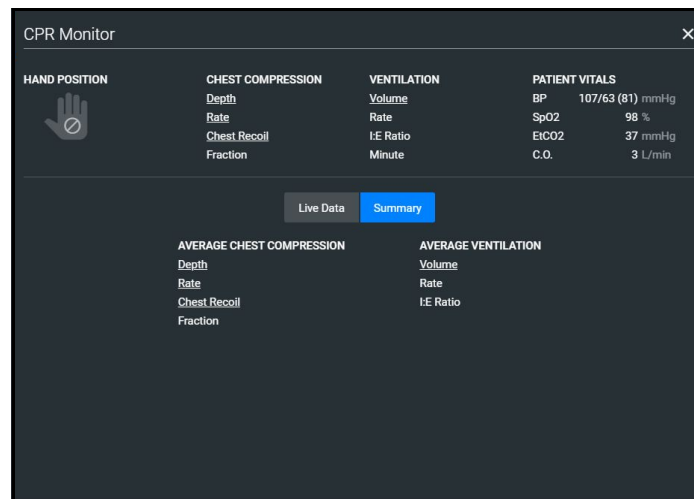 CPR Monitor ×
HAND POSITION
CHEST COMPRESSION
Depth
Rate
Chest Recoil
Fraction
VENTILATION
Volume
Rate
I:E Ratio
Minute
PATIENT VITALS
BP 107/63 (81) mmHg
SpO2 98 %
EtCO2 37 mmHg
C.O. 3 L/min
Live Data Summary
AVERAGE CHEST COMPRESSION
Depth
Rate
Chest Recoil
Fraction
AVERAGE VENTILATION
Volume
Rate
I:E Ratio